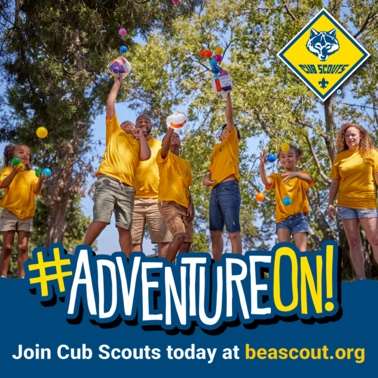 CUB SCOUTS
#ADVENTUREON!
Join Cub Scouts today at beascout.org